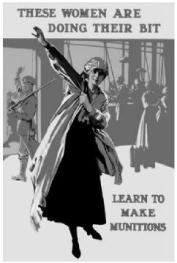 THESE WOMEN ARE
DOING THEIR BIT
LEARN TO
MAKE
MUNITIONS